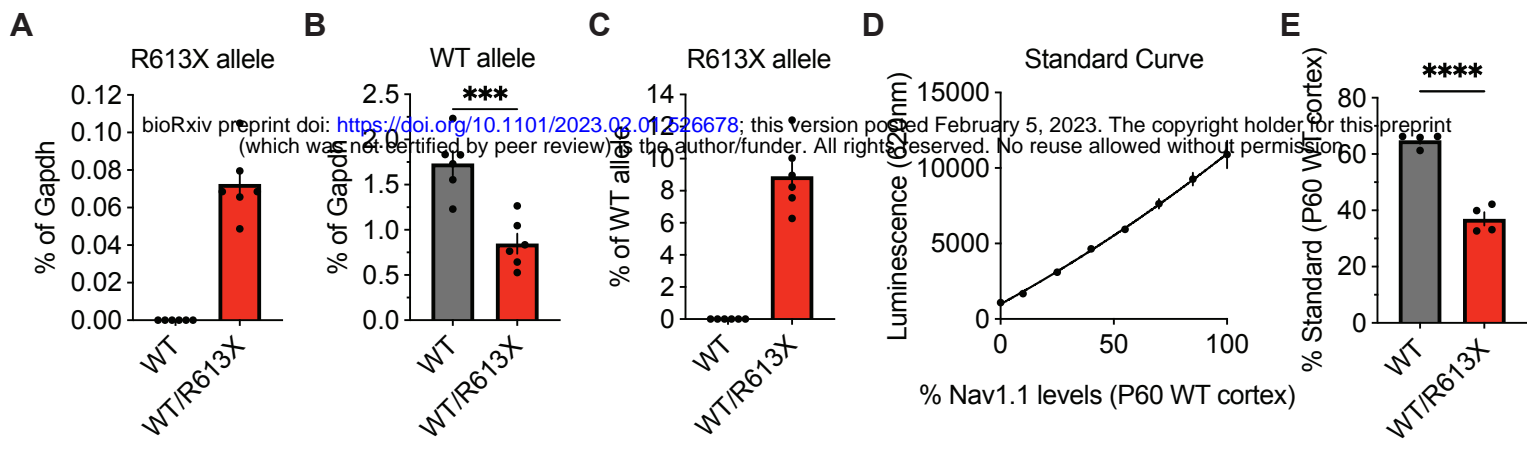 A
R613X allele
% of Gapdh
0.12
0.10
0.08
0.06
0.04
0.02
0.00
WT
WT/R613X
B
WT allele
***
% of Gapdh
2.5
2.0
1.5
1.0
0.5
0.0
WT
WT/R613X
C
R613X allele
% of WT allele
14
12
10
8
6
4
2
0
WT
WT/R613X
D
Standard Curve
Luminescence (620nm)
15000
10000
5000
0
0 50 100
% Nav1.1 levels (P60 WT cortex)
E
****
% Standard (P60 WT cortex)
80
60
40
20
0
WT
WT/R613X
bioRxiv preprint doi: https://doi.org/10.1101/2023.02.01.526678; this version posted February 5, 2023. The copyright holder for this preprint
(which was not certified by peer review) is the author/funder. All rights reserved. No reuse allowed without permission.